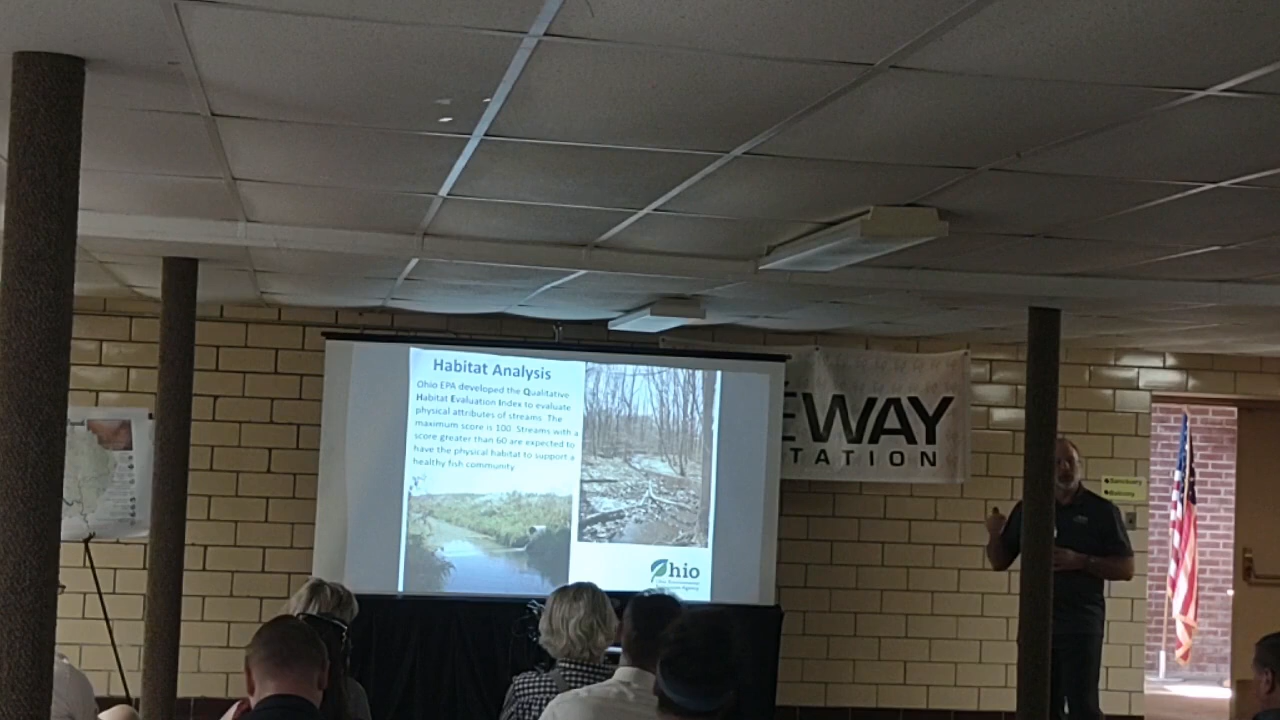 Habitat Analysis
Ohio EPA developed the Qualitative
Habitat Evaluation Index to evaluate
physical attributes of streams. The
maximum score is 100. Streams with a
score greater than 60 are expected to
have the physical habitat to support a
healthy fish community.
Ohio
EWAY
TATION
Sanctuary
Balcony